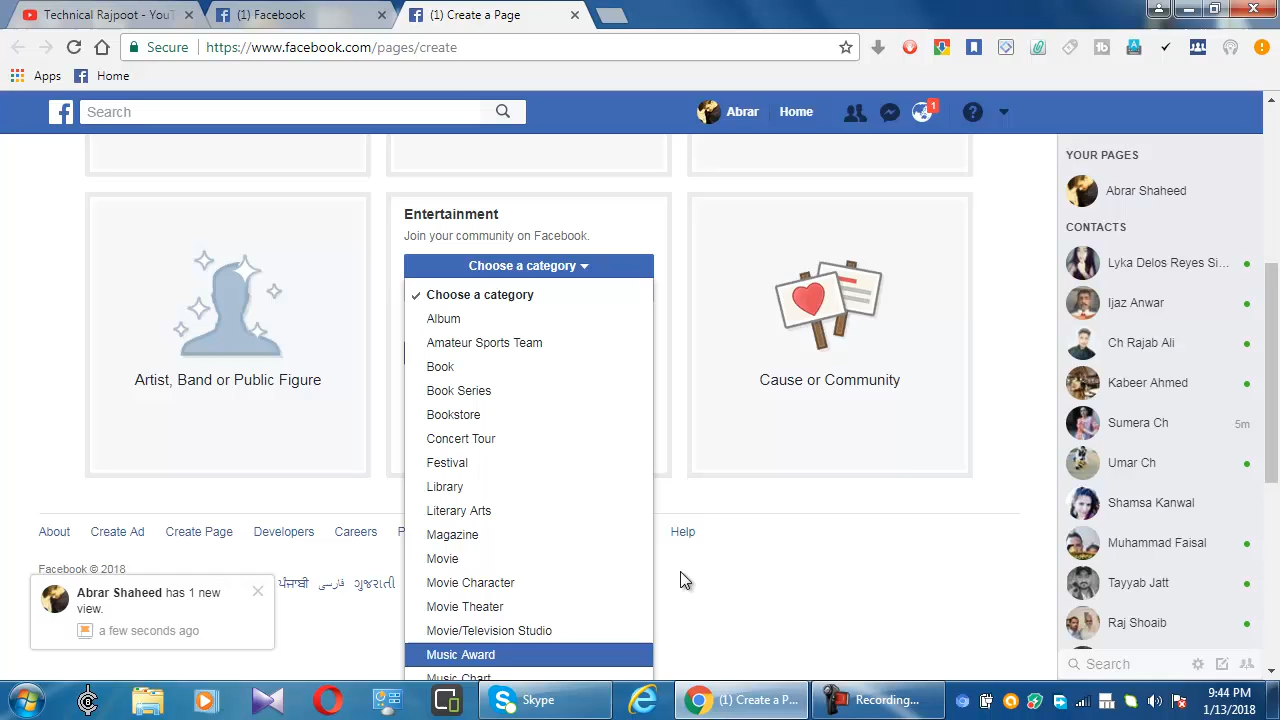 Technical Rajpoot - YouT
(1) Facebook
(1) Create a Page
Secure
https://www.facebook.com/pages/create
Apps
Home
Search
Abrar
Home
1
YOUR PAGES
Abrar Shaheed
CONTACTS
Lyka Delos Reyes Si...
Ijaz Anwar
Ch Rajab Ali
Kabeer Ahmed
Sumera Ch
5m
Umar Ch
Shamsa Kanwal
Muhammad Faisal
Tayyab Jatt
Raj Shoaib
Search
Artist, Band or Public Figure
Entertainment
Join your community on Facebook.
Choose a category
Choose a category
Album
Amateur Sports Team
Book
Book Series
Bookstore
Concert Tour
Festival
Library
Literary Arts
Magazine
Movie
Movie Character
Movie Theater
Movie/Television Studio
Music Award
Music Chart
Cause or Community
About
Create Ad
Create Page
Developers
Careers
P
Help
Facebook © 2018
ਪੰਜਾਬੀ
فارسی
ગુજરાતી
Abrar Shaheed has 1 new
view.
a few seconds ago
Skype
(1) Create a P...
Recording...
9:44 PM
1/13/2018